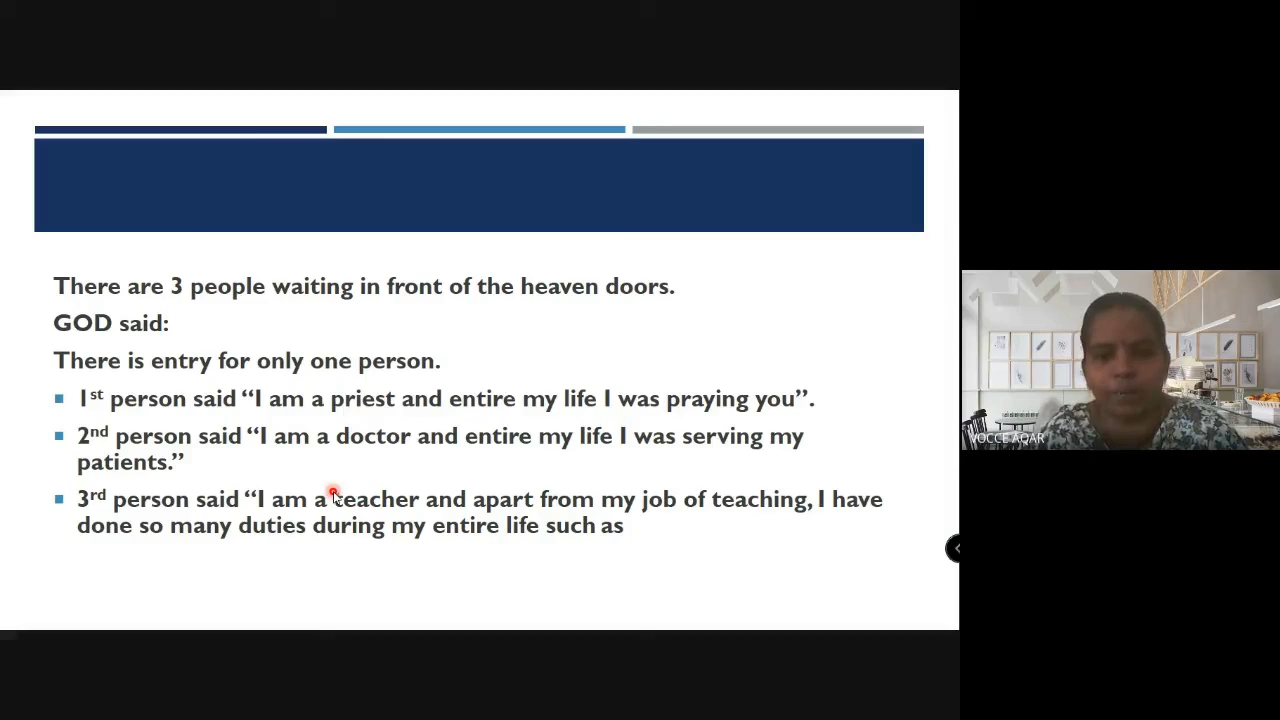 There are 3 people waiting in front of the heaven doors.
GOD said:
There is entry for only one person.
1st person said “I am a priest and entire my life I was praying you”.
2nd person said “I am a doctor and entire my life I was serving my
patients.”
3rd person said “I am a teacher and apart from my job of teaching, I have
done so many duties during my entire life such as
VOCCE AQAR